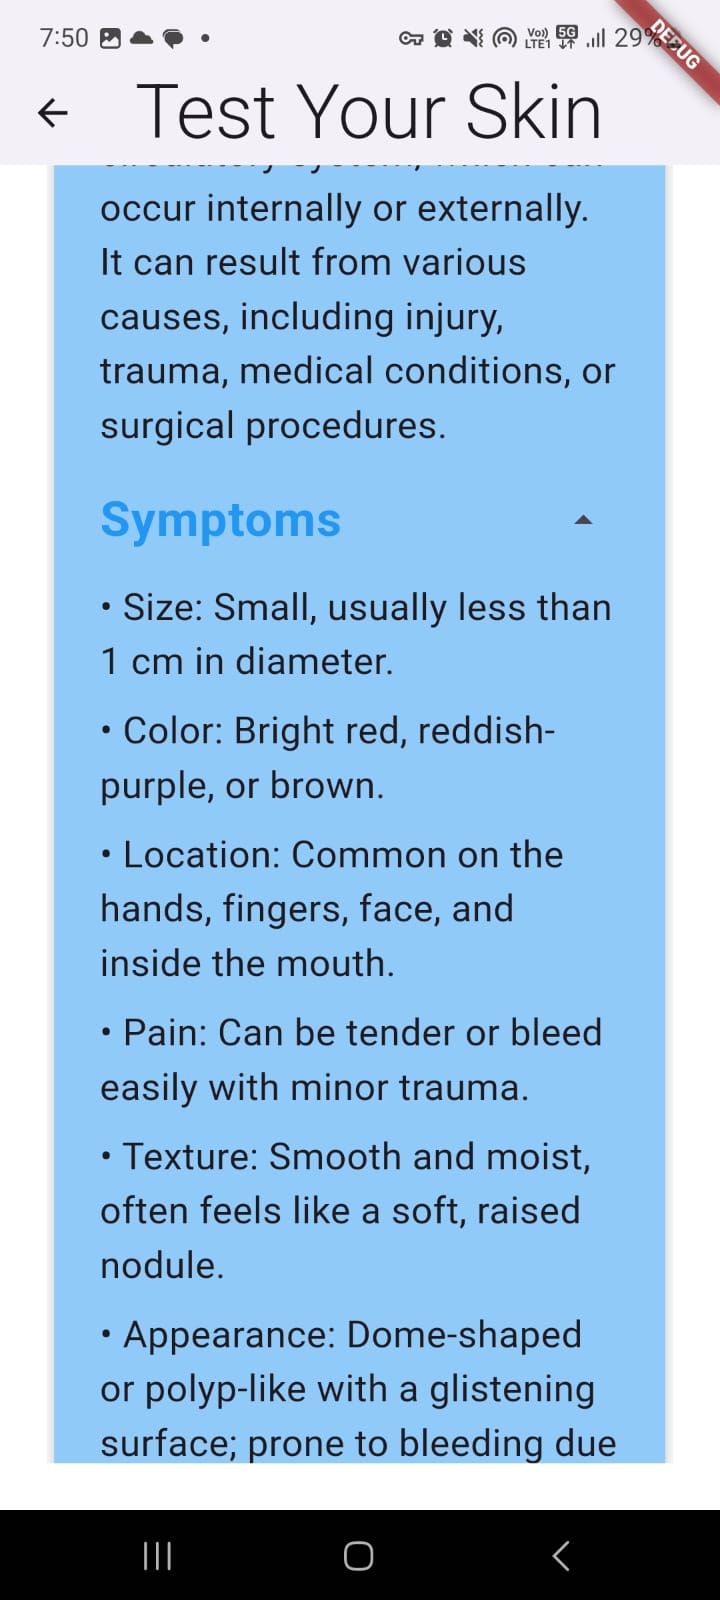 7:50
Vo)) 5G
LTE1
29%
DEBUG
Test Your Skin
occur internally or externally.
It can result from various
causes, including injury,
trauma, medical conditions, or
surgical procedures.
Symptoms
• Size: Small, usually less than
1 cm in diameter.
• Color: Bright red, reddish-
purple, or brown.
• Location: Common on the
hands, fingers, face, and
inside the mouth.
• Pain: Can be tender or bleed
easily with minor trauma.
• Texture: Smooth and moist,
often feels like a soft, raised
nodule.
• Appearance: Dome-shaped
or polyp-like with a glistening
surface; prone to bleeding due